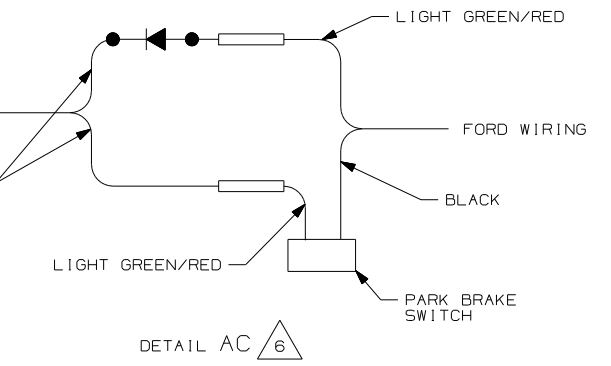 LIGHT GREEN/RED
FORD WIRING
BLACK
LIGHT GREEN/RED
PARK BRAKE
SWITCH
DETAIL AC 6